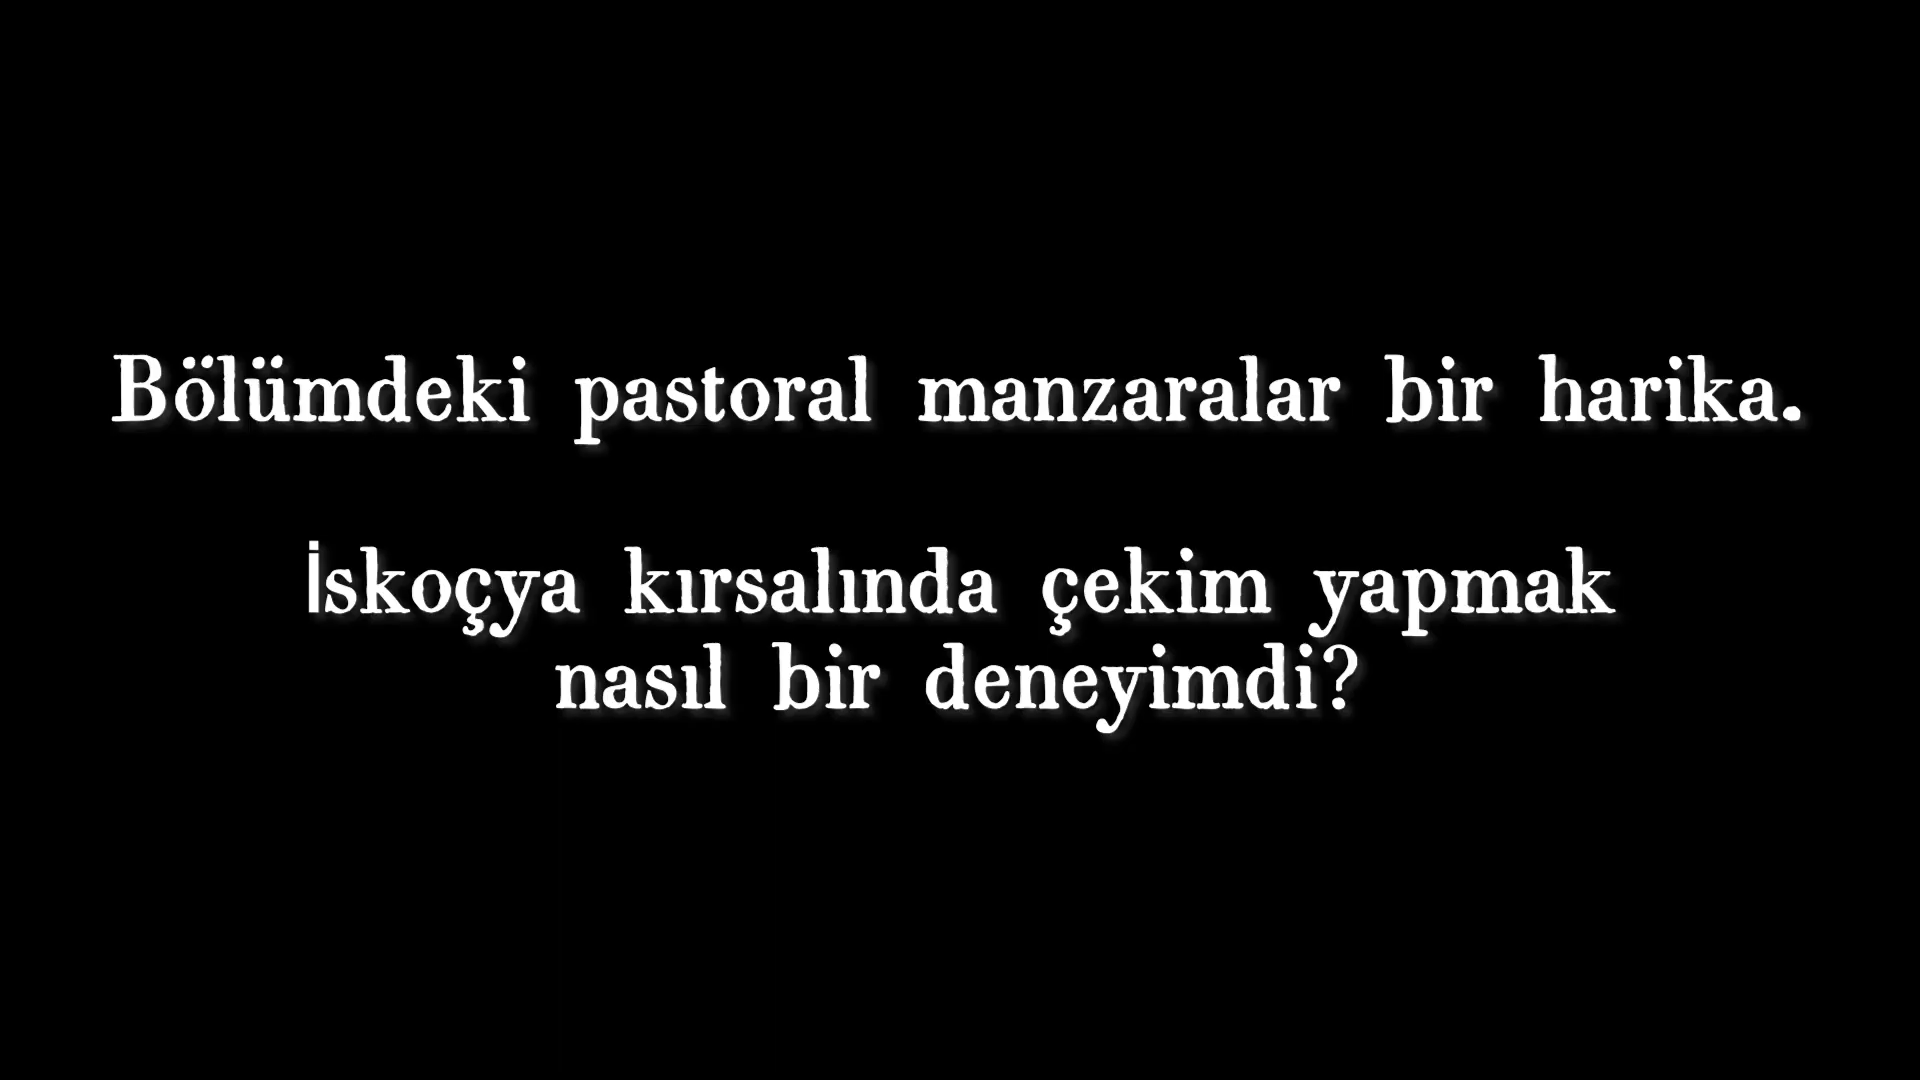 Bölümdeki pastoral manzaralar bir harika.
İskoçya kırsalında çekim yapmak
nasıl bir deneyimdi?